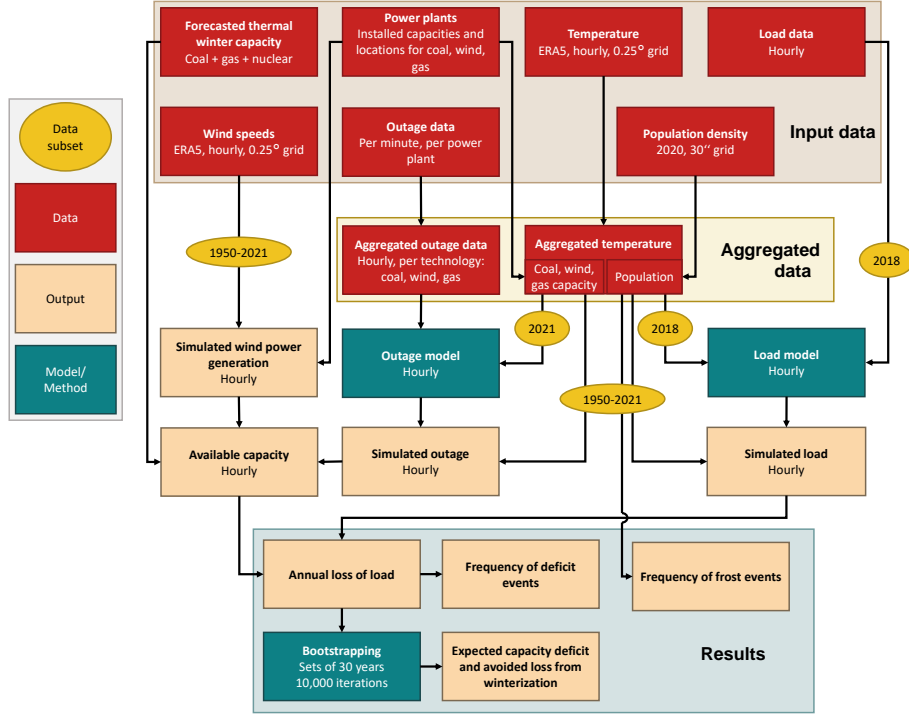 Forecasted thermal
winter capacity
Coal + gas + nuclear
Power plants
Installed capacities and
locations for coal, wind,
gas
Temperature
ERA5, hourly, 0.25° grid
Load data
Hourly
Data
subset
Data
Output
Model/
Method
Wind speeds
ERA5, hourly, 0.25° grid
Outage data
Per minute, per power
plant
Population density
2020, 30‘‘ grid
Input data
1950-2021
Aggregated outage data
Hourly, per technology:
coal, wind, gas
Aggregated temperature
Coal, wind,
gas capacity
Population
Aggregated
data
2018
2021
2018
Simulated wind power
generation
Hourly
Outage model
Hourly
Load model
Hourly
1950-2021
Available capacity
Hourly
Simulated outage
Hourly
Simulated load
Hourly
Annual loss of load
Frequency of deficit
events
Frequency of frost events
Bootstrapping
Sets of 30 years
10,000 iterations
Expected capacity deficit
and avoided loss from
winterization
Results